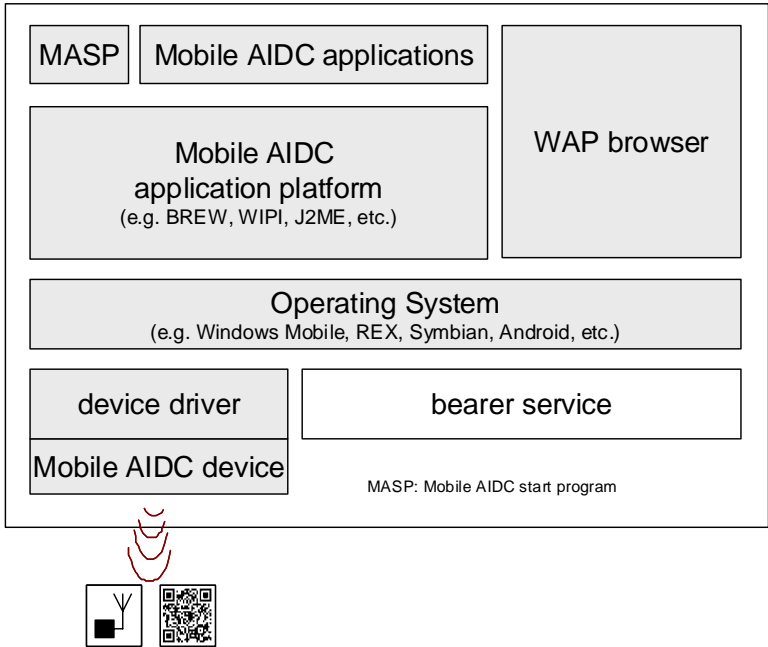 MASP
Mobile AIDC applications
WAP browser
Mobile AIDC
application platform
(e.g. BREW, WIPI, J2ME, etc.)
Operating System
(e.g. Windows Mobile, REX, Symbian, Android, etc.)
device driver
bearer service
Mobile AIDC device
MASP: Mobile AIDC start program